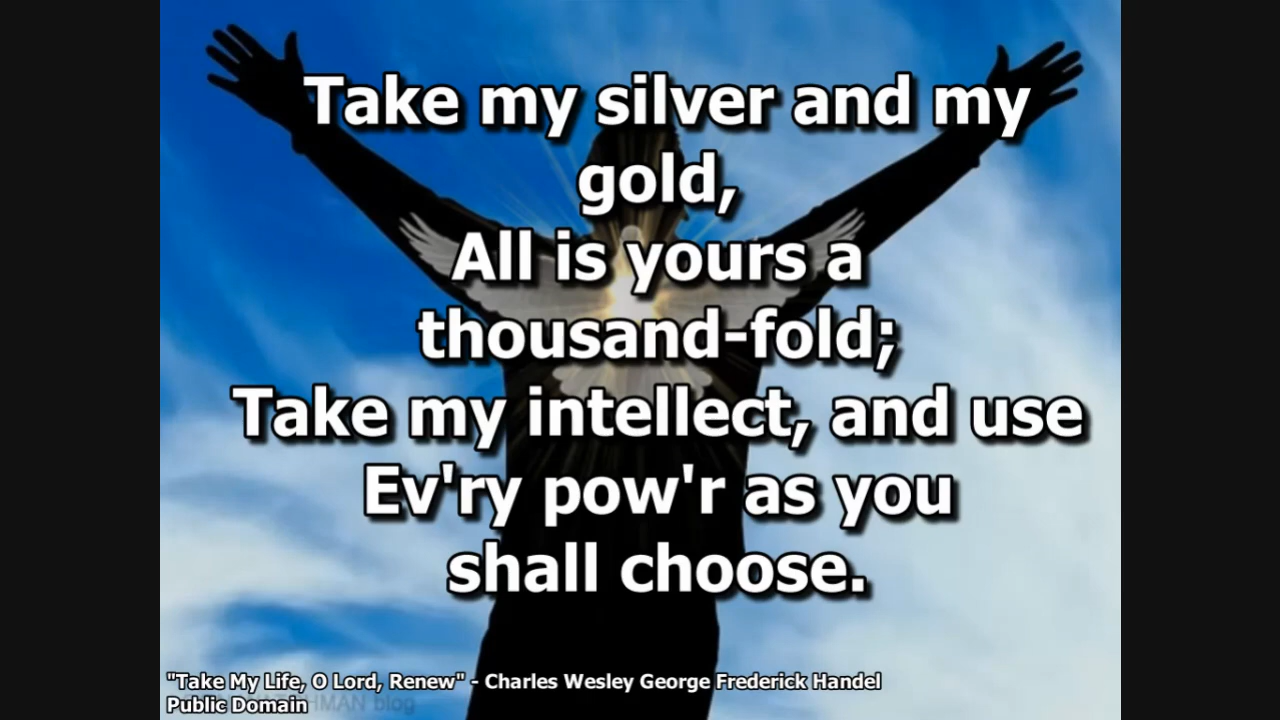 Take my silver and my
gold,
All is yours a
thousand-fold;
Take my intellect, and use
Ev'ry pow'r as you
shall choose.
"Take My Life, O Lord, Renew" - Charles Wesley George Frederick Handel
Public Domain
blog